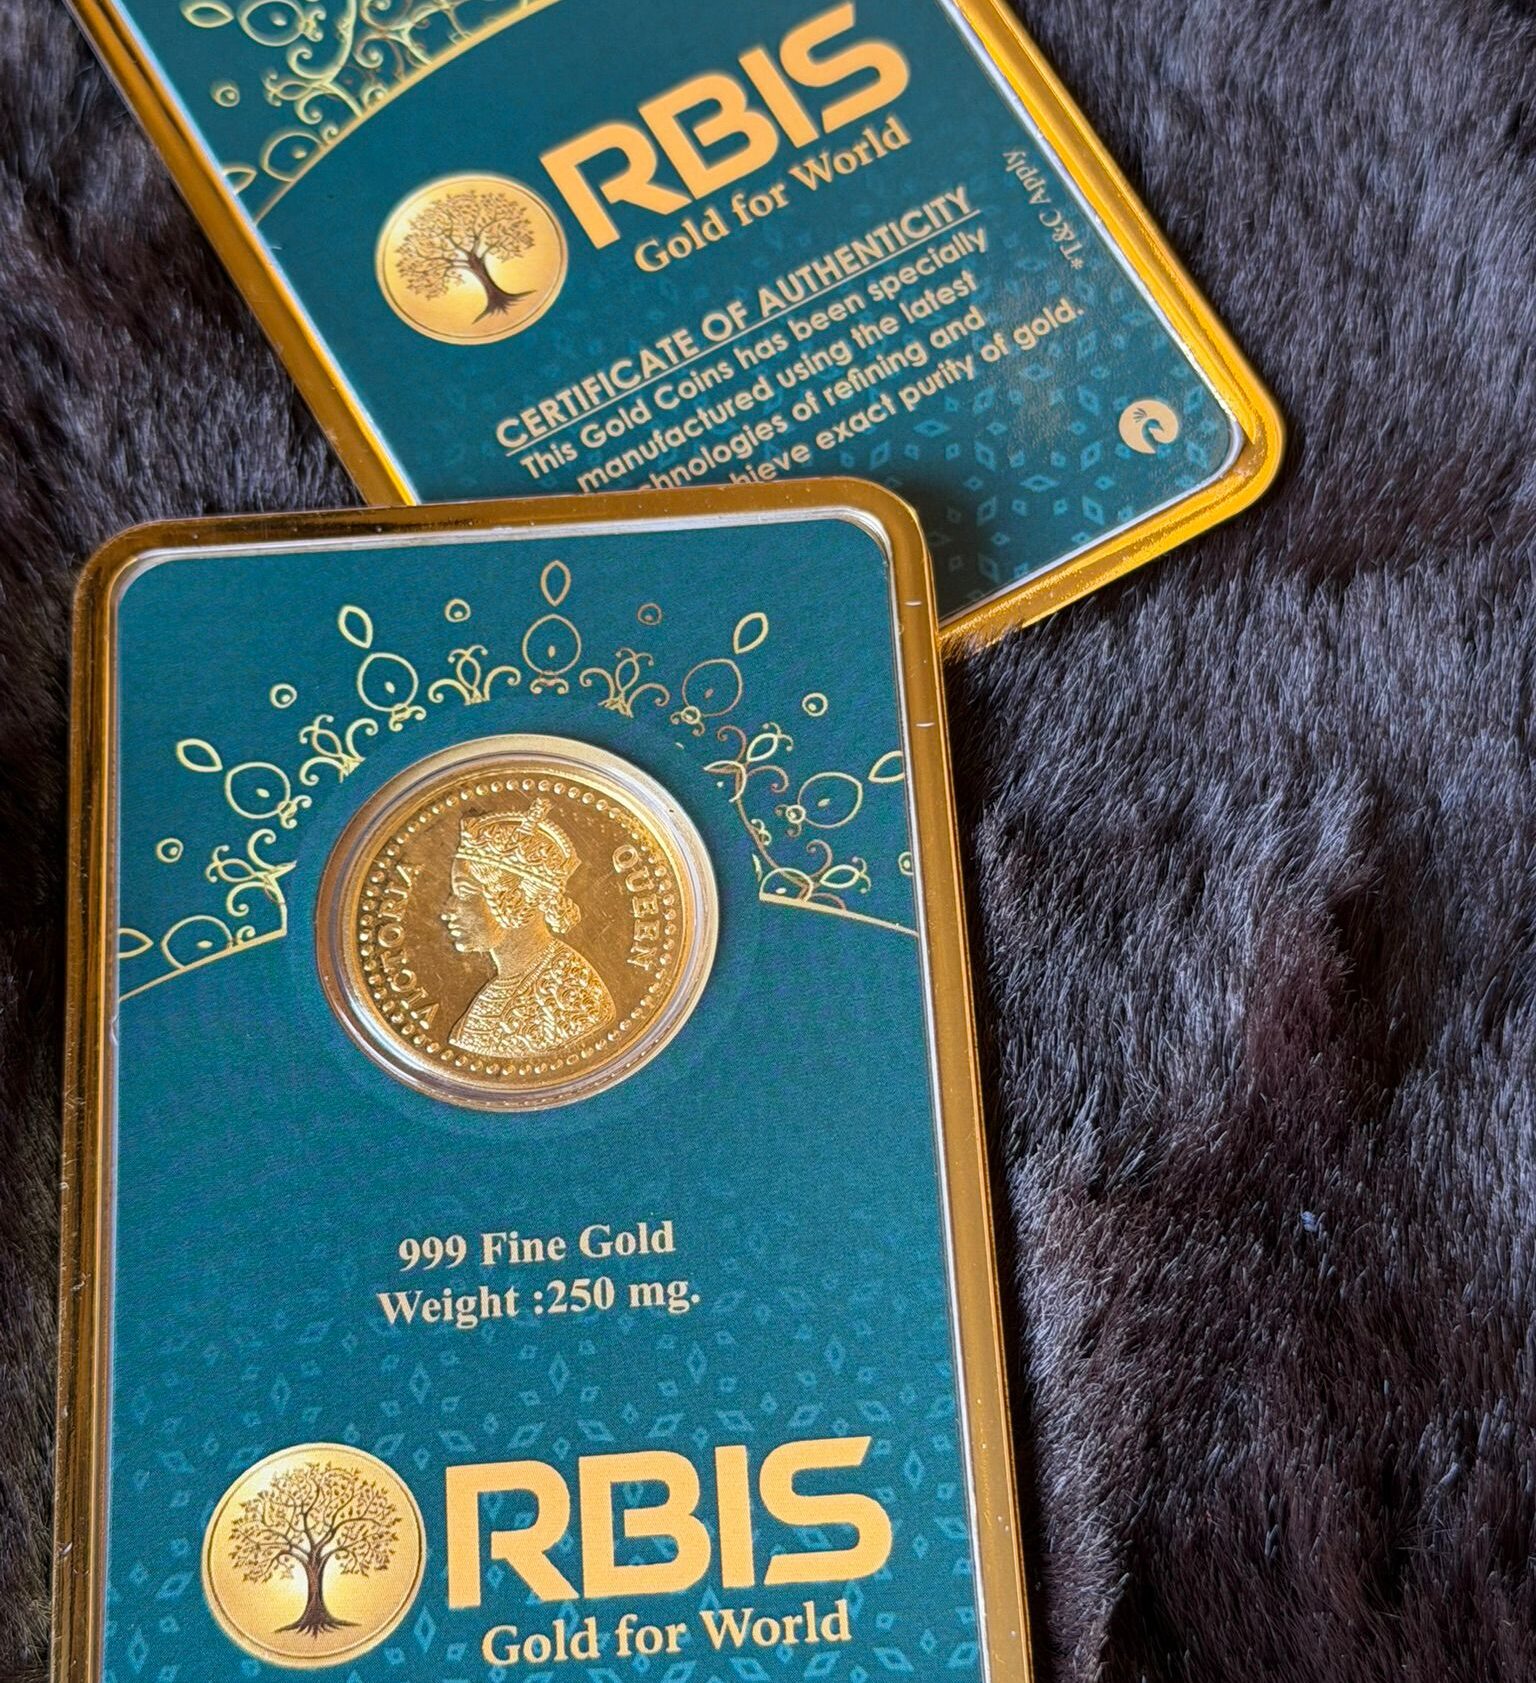 RBIS
Gold for World
*T&C Apply
CERTIFICATE OF AUTHENTICITY
This Gold Coins has been specially
manufactured using the latest
of refining and
exact purity of gold.
VICTORIA
QUEEN
999 Fine Gold
Weight :250 mg.
RBIS
Gold for World